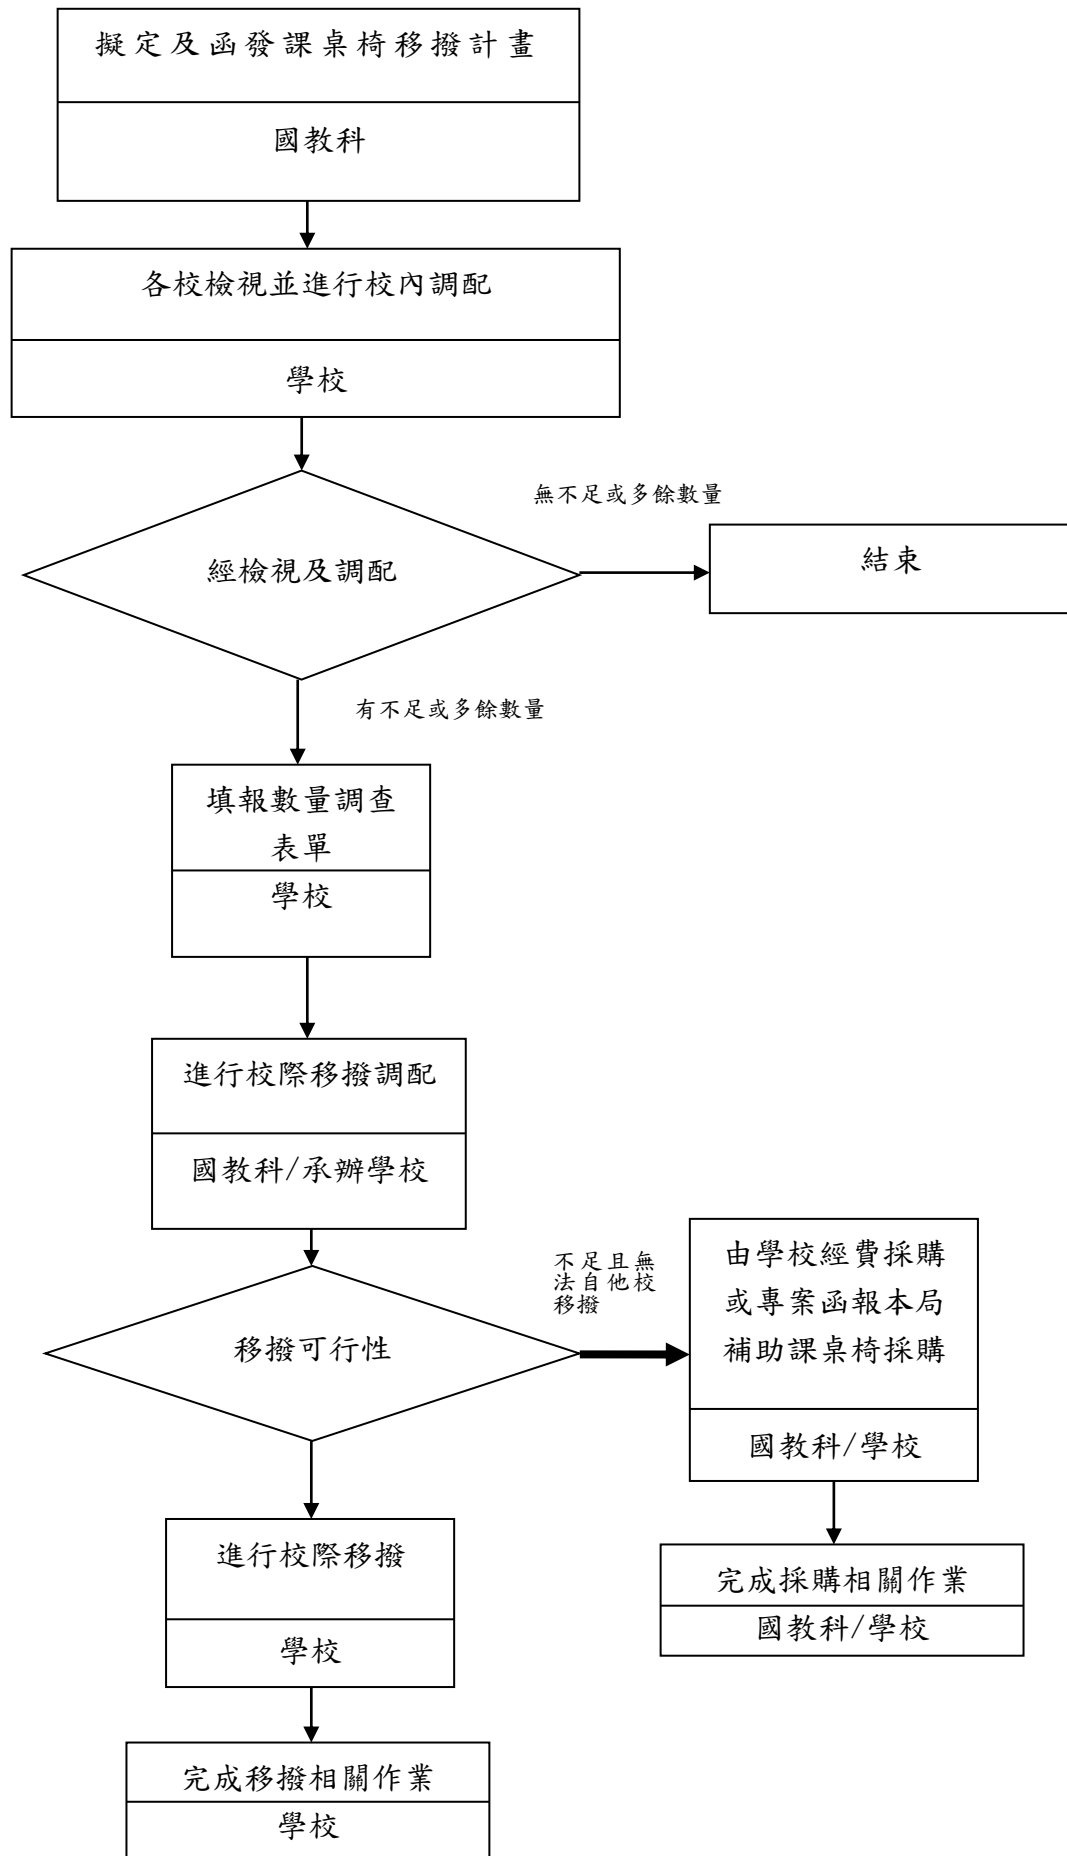 擬定及函發課桌椅移撥計畫
國教科
各校檢視並進行校內調配
學校
無不足或多餘數量
經檢視及調配
結束
有不足或多餘數量
填報數量調查
表單
學校
進行校際移撥調配
國教科/承辦學校
不足且無
法自他校
移撥
移撥可行性
由學校經費採購
或專案函報本局
補助課桌椅採購
國教科/學校
進行校際移撥
學校
完成採購相關作業
國教科/學校
完成移撥相關作業
學校